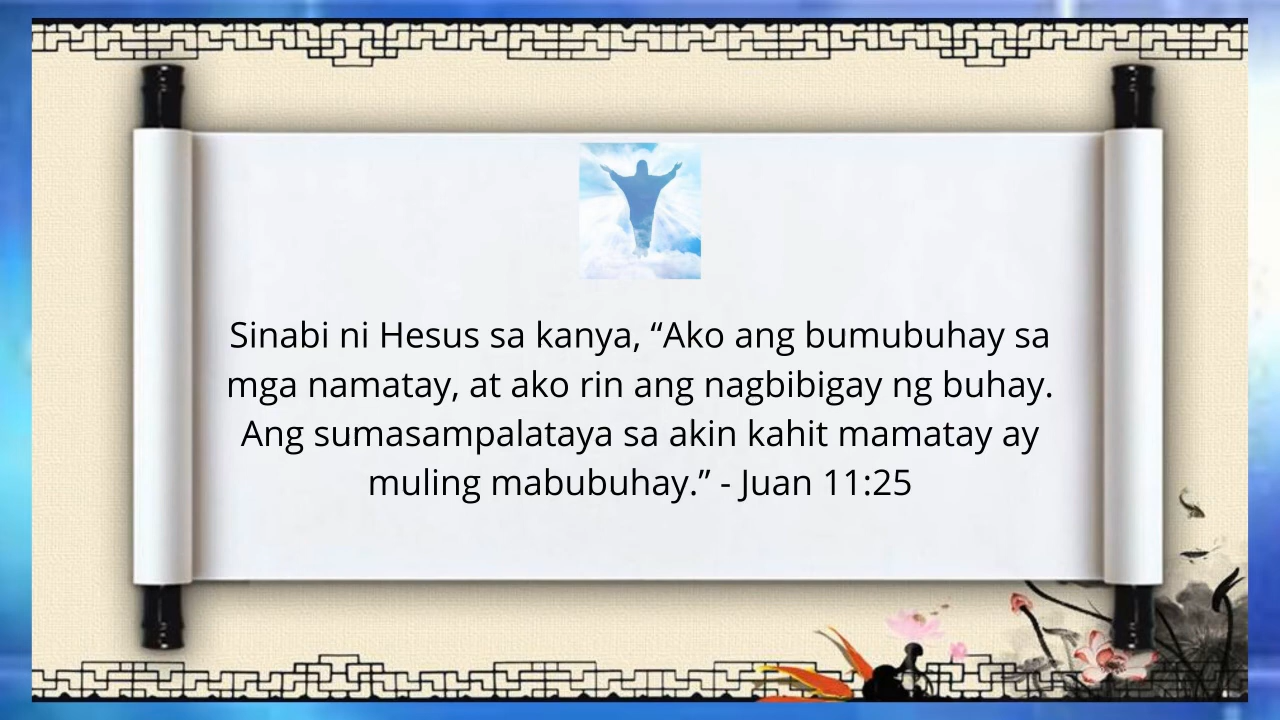 Sinabi ni Hesus sa kanya, “Ako ang bumubuhay sa
mga namatay, at ako rin ang nagbibigay ng buhay.
Ang sumasampalataya sa akin kahit mamatay ay
muling mabubuhay.” - Juan 11:25